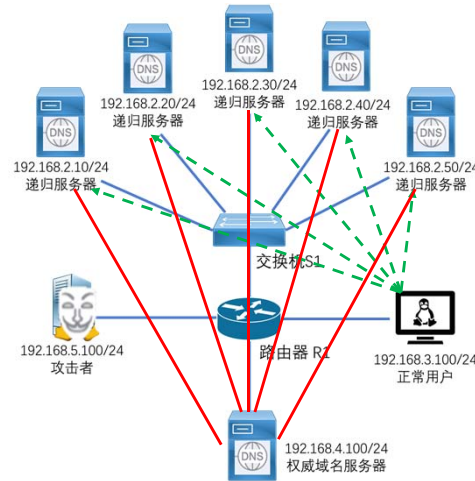 DNS
192.168.2.30/24
递归服务器
DNS
192.168.2.20/24
递归服务器
DNS
192.168.2.40/24
递归服务器
DNS
192.168.2.10/24
递归服务器
DNS
192.168.2.50/24
递归服务器
交换机S1
192.168.5.100/24
攻击者
路由器 R1
192.168.3.100/24
正常用户
DNS
192.168.4.100/24
权威域名服务器